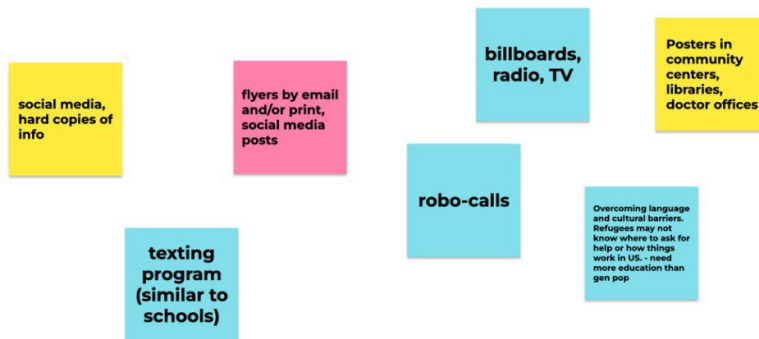 social media,
hard copies of
info
flyers by email
and/or print,
social media
posts
billboards,
radio, TV
Posters in
community
centers,
libraries,
doctor offices
texting
program
(similar to
schools)
robo-calls
Overcoming language
and cultural barriers.
Refugees may not
know where to ask for
help or how things
work in US. - need
more education than
gen pop